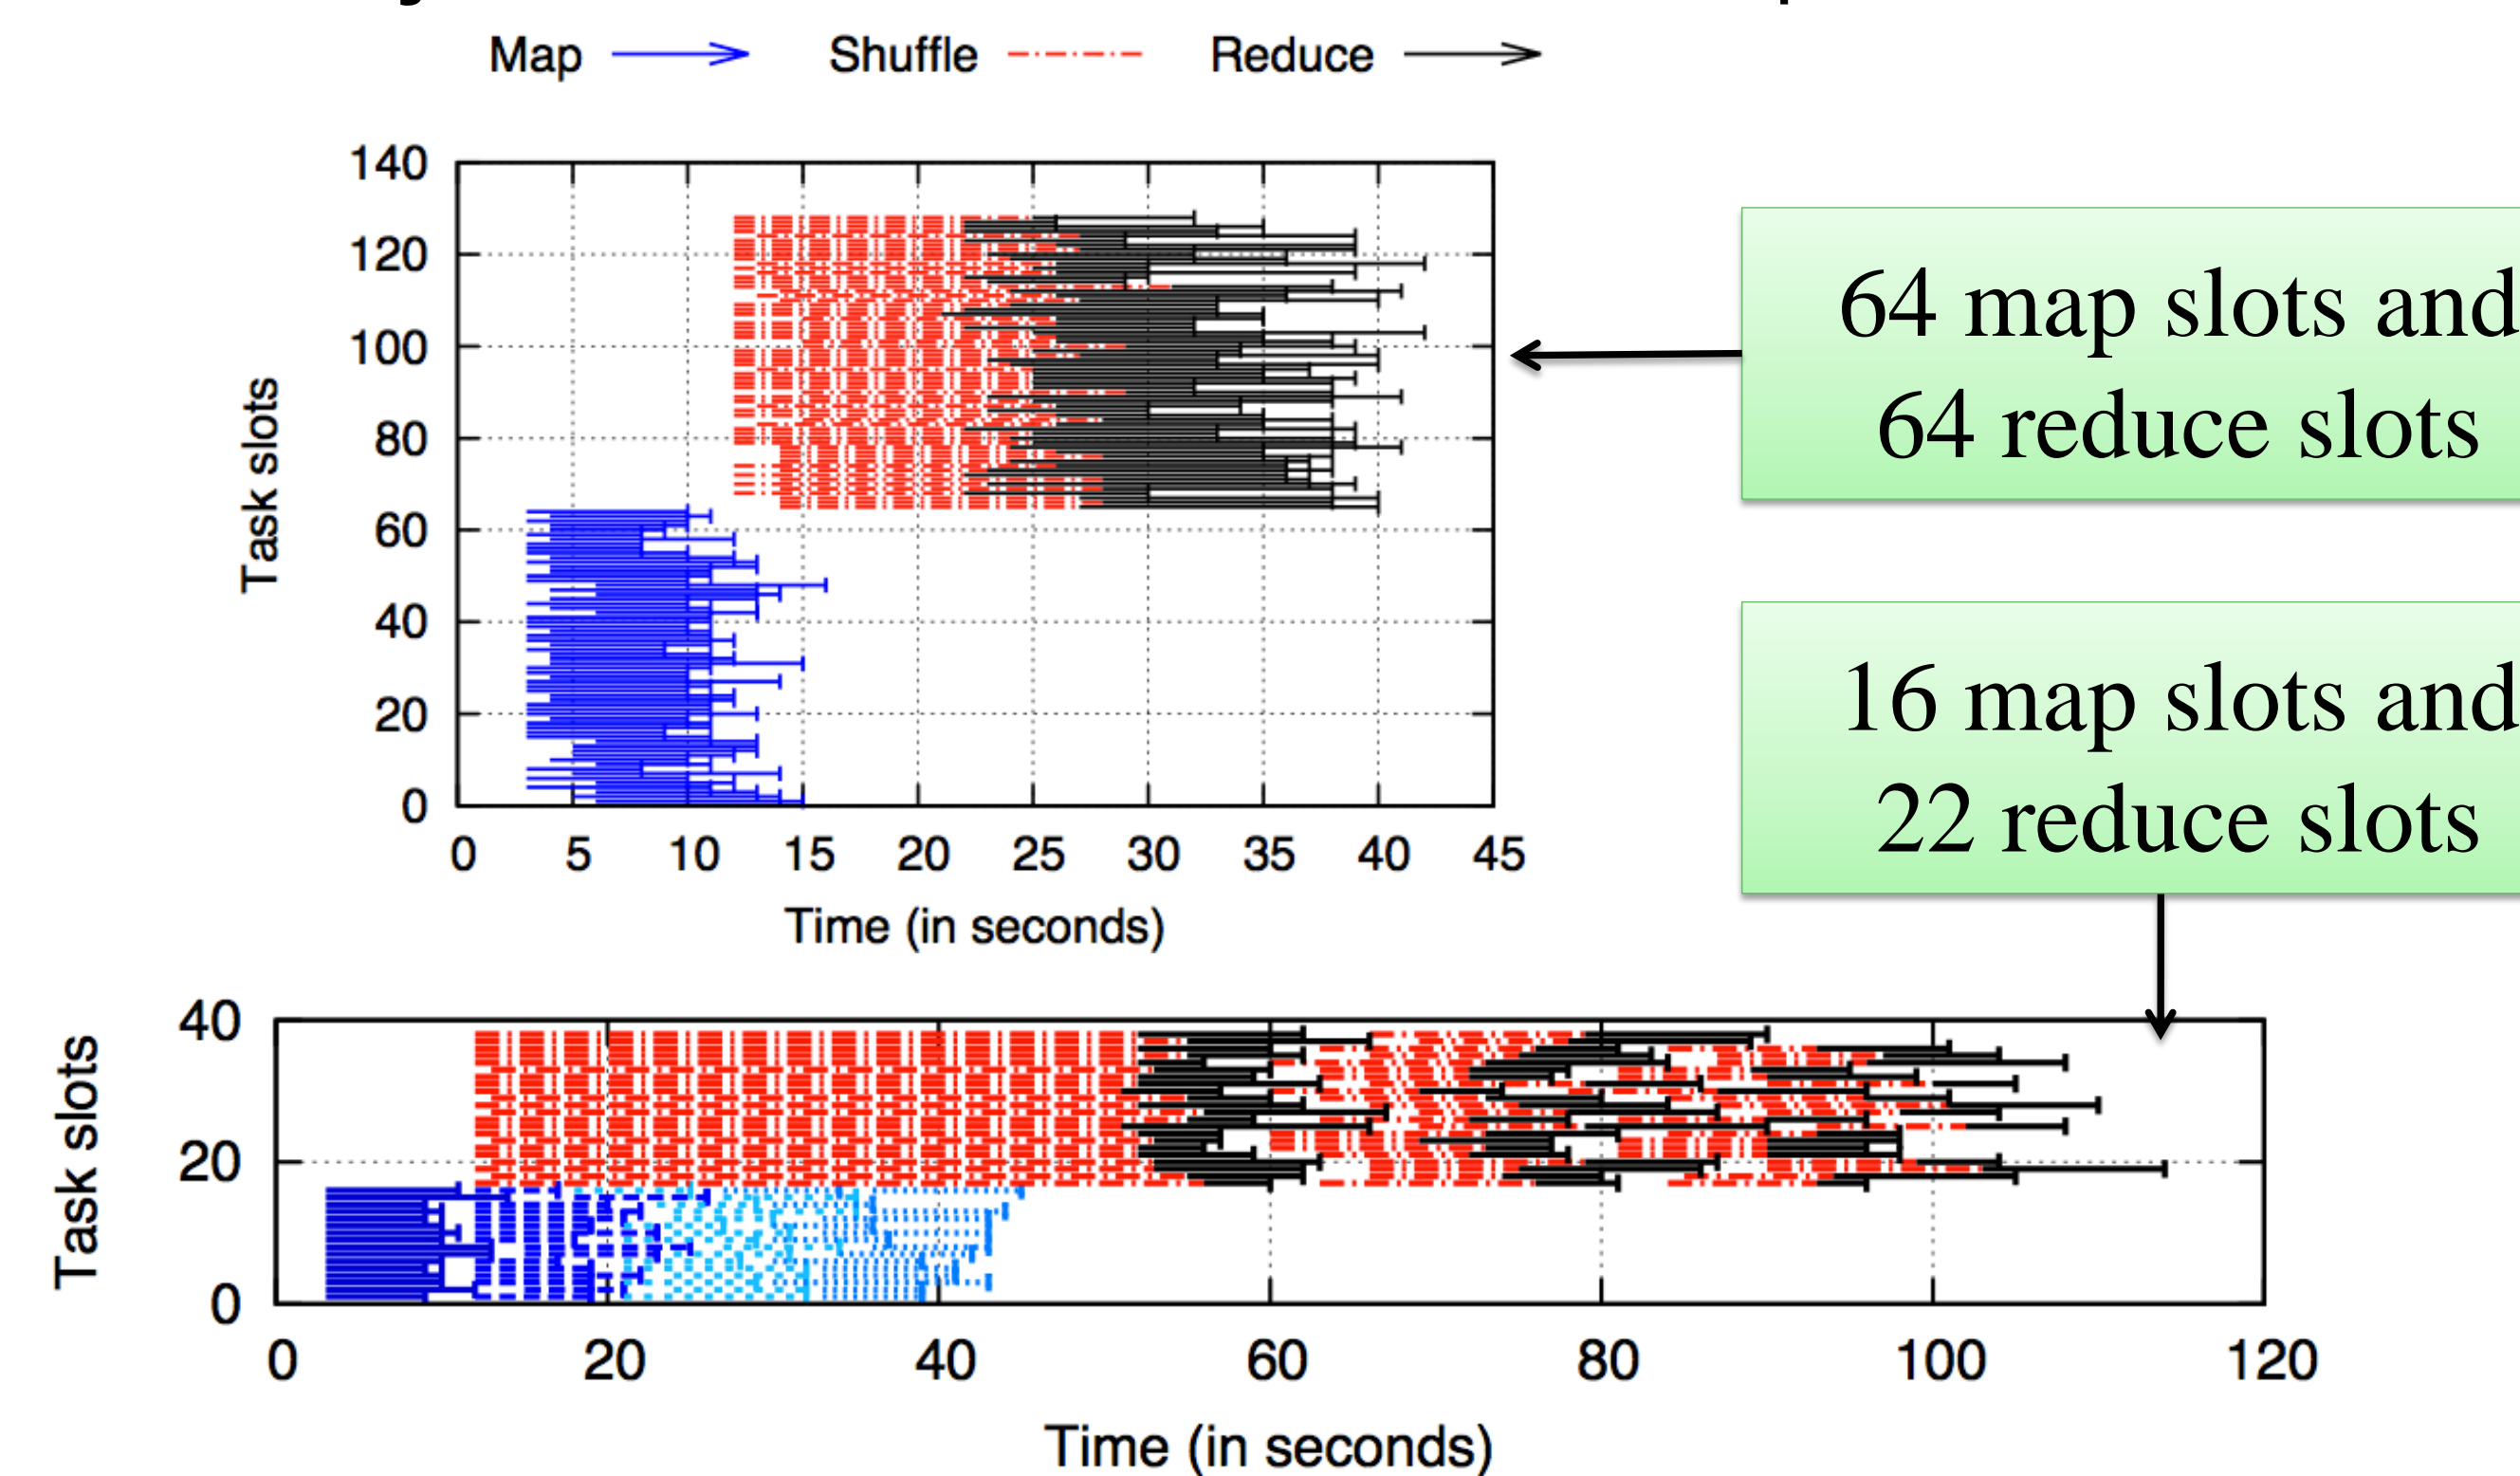 Map Shuffle Reduce
140
120
100
80
60
40
20
0
Task slots
0 5 10 15 20 25 30 35 40 45
Time (in seconds)
64 map slots and
64 reduce slots
16 map slots and
22 reduce slots
40
20
0
Task slots
0 20 40 60 80 100 120
Time (in seconds)